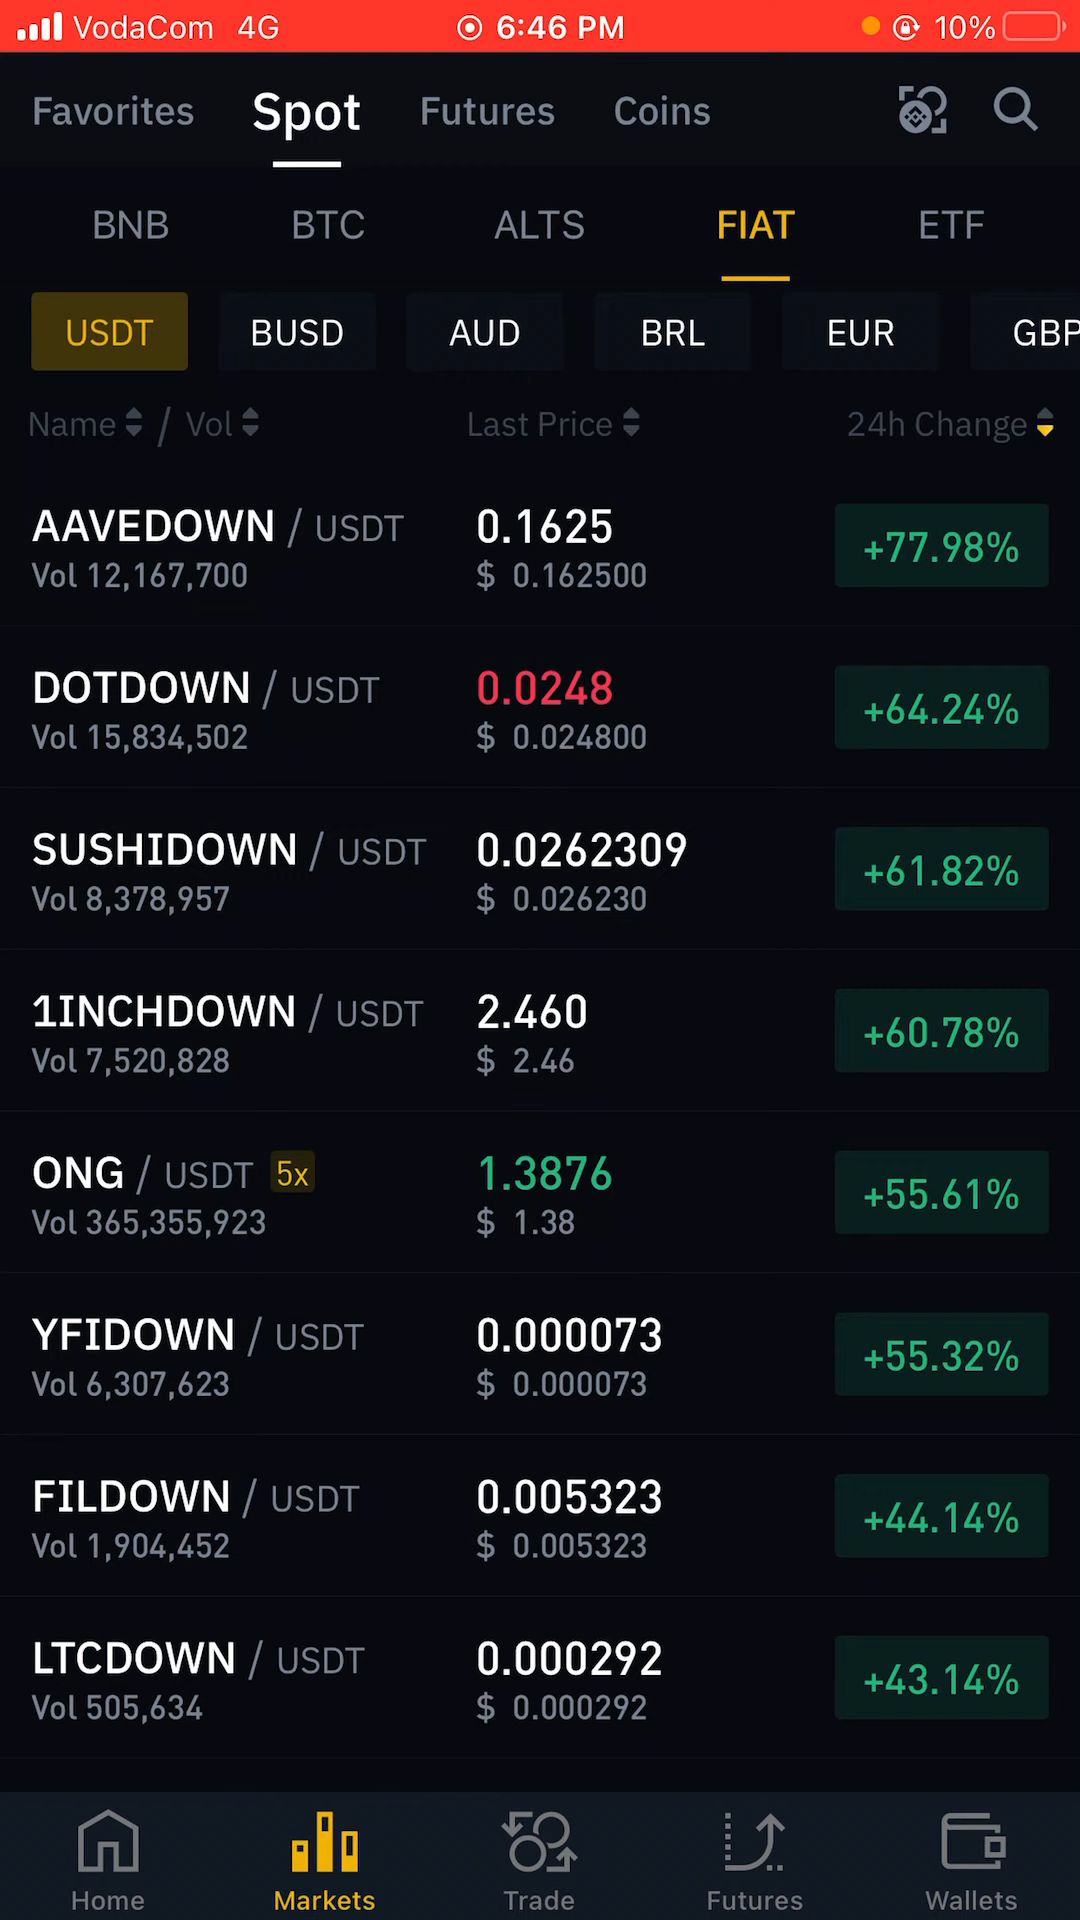 VodaCom 4G 6:46 PM 10%
Favorites Spot Futures Coins
BNB BTC ALTS FIAT ETF
USDT BUSD AUD BRL EUR GBP
Name / Vol Last Price 24h Change
AAVEDOWN / USDT 0.1625 +77.98%
Vol 12,167,700 $ 0.162500
DOTDOWN / USDT 0.0248 +64.24%
Vol 15,834,502 $ 0.024800
SUSHIDOWN / USDT 0.0262309 +61.82%
Vol 8,378,957 $ 0.026230
1INCHDOWN / USDT 2.460 +60.78%
Vol 7,520,828 $ 2.46
ONG / USDT 5x 1.3876 +55.61%
Vol 365,355,923 $ 1.38
YFIDOWN / USDT 0.000073 +55.32%
Vol 6,307,623 $ 0.000073
FILDOWN / USDT 0.005323 +44.14%
Vol 1,904,452 $ 0.005323
LTCDOWN / USDT 0.000292 +43.14%
Vol 505,634 $ 0.000292
Home Markets Trade Futures Wallets